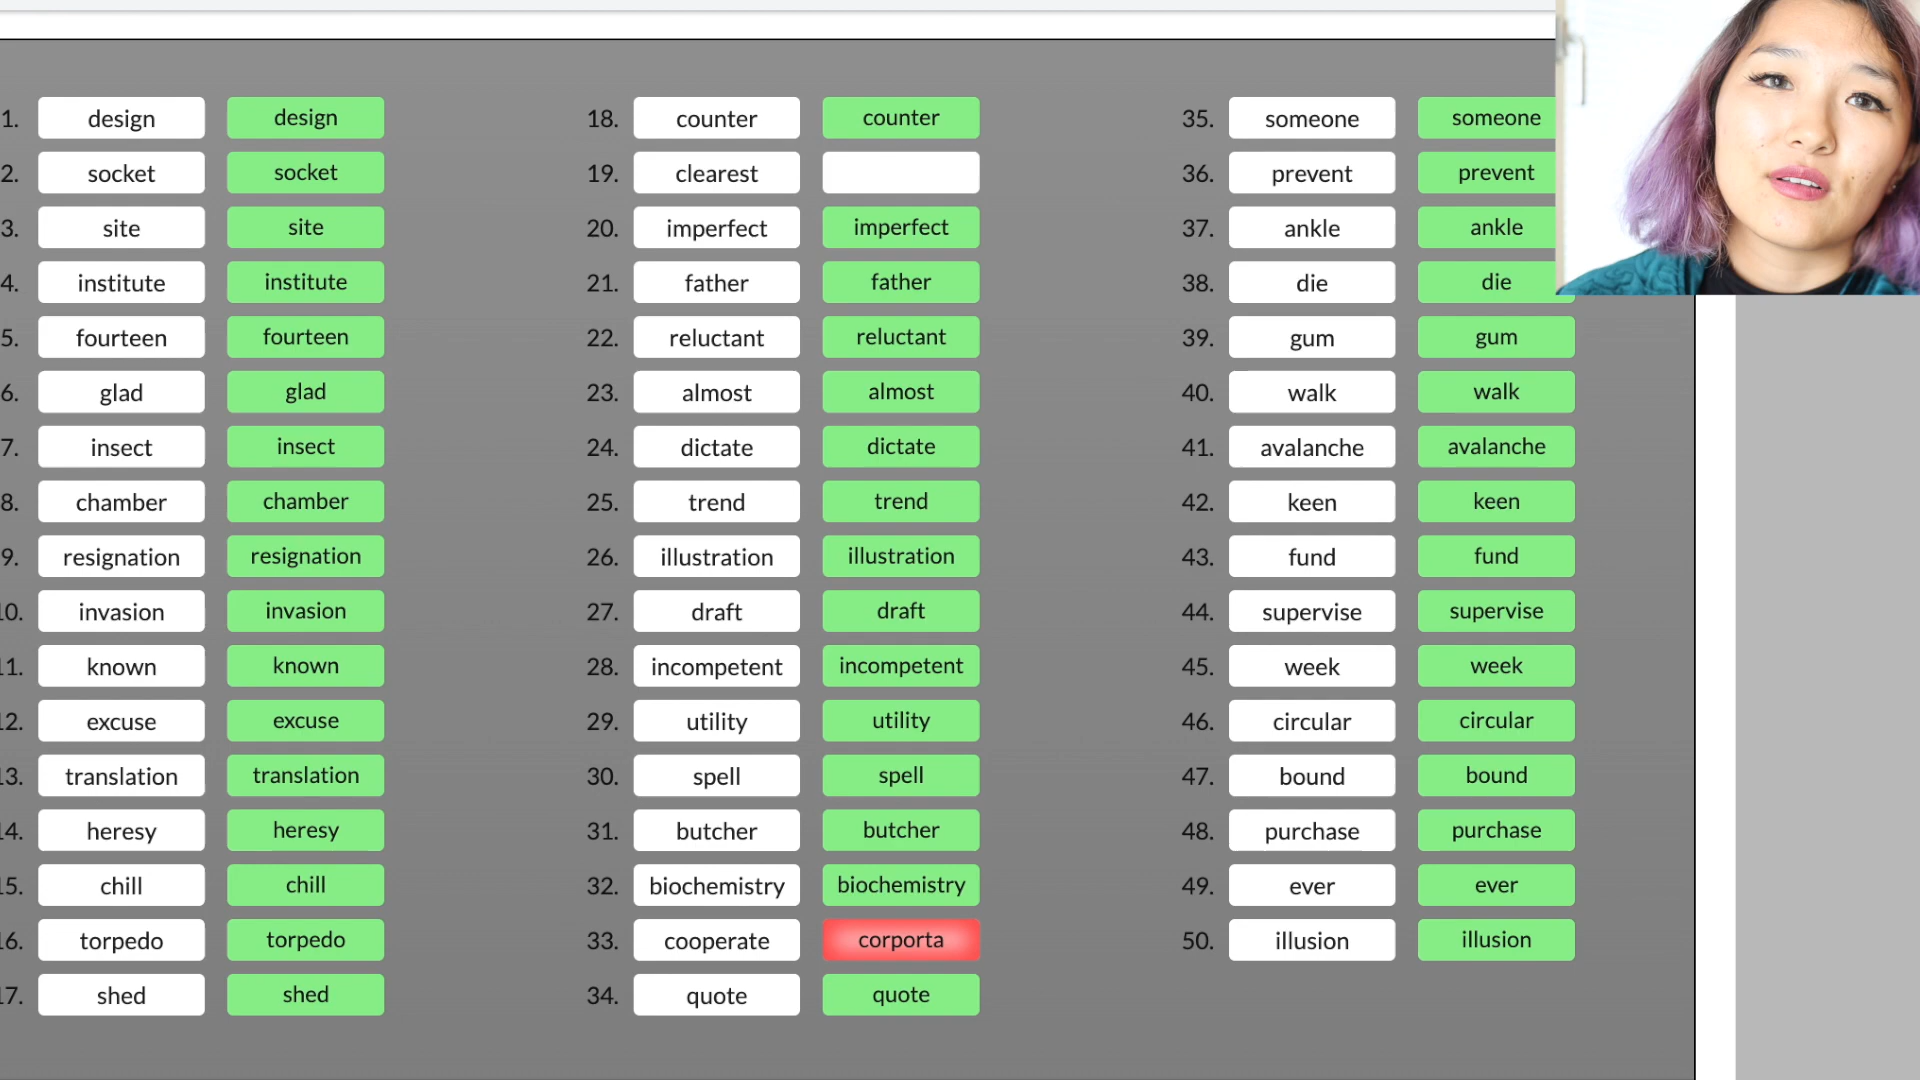 1. design design
2. socket socket
3. site site
4. institute institute
5. fourteen fourteen
6. glad glad
7. insect insect
8. chamber chamber
9. resignation resignation
10. invasion invasion
11. known known
12. excuse excuse
13. translation translation
14. heresy heresy
15. chill chill
16. torpedo torpedo
17. shed shed
18. counter counter
19. clearest
20. imperfect imperfect
21. father father
22. reluctant reluctant
23. almost almost
24. dictate dictate
25. trend trend
26. illustration illustration
27. draft draft
28. incompetent incompetent
29. utility utility
30. spell spell
31. butcher butcher
32. biochemistry biochemistry
33. cooperate corporta
34. quote quote
35. someone someone
36. prevent prevent
37. ankle ankle
38. die die
39. gum gum
40. walk walk
41. avalanche avalanche
42. keen keen
43. fund fund
44. supervise supervise
45. week week
46. circular circular
47. bound bound
48. purchase purchase
49. ever ever
50. illusion illusion